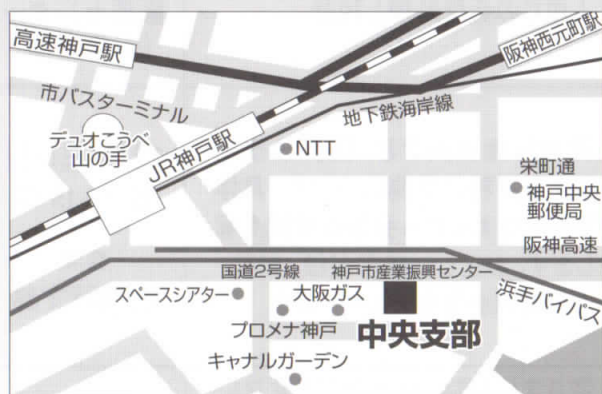 高速神戸駅
阪神西元町駅
市バスターミナル
地下鉄海岸線
デュオこうべ
山の手
JR神戸駅
NTT
栄町通
神戸中央
郵便局
阪神高速
国道2号線
神戸市産業振興センター
スペースシアター
大阪ガス
浜手バイパス
プロメナ神戸
中央支部
キャナルガーデン